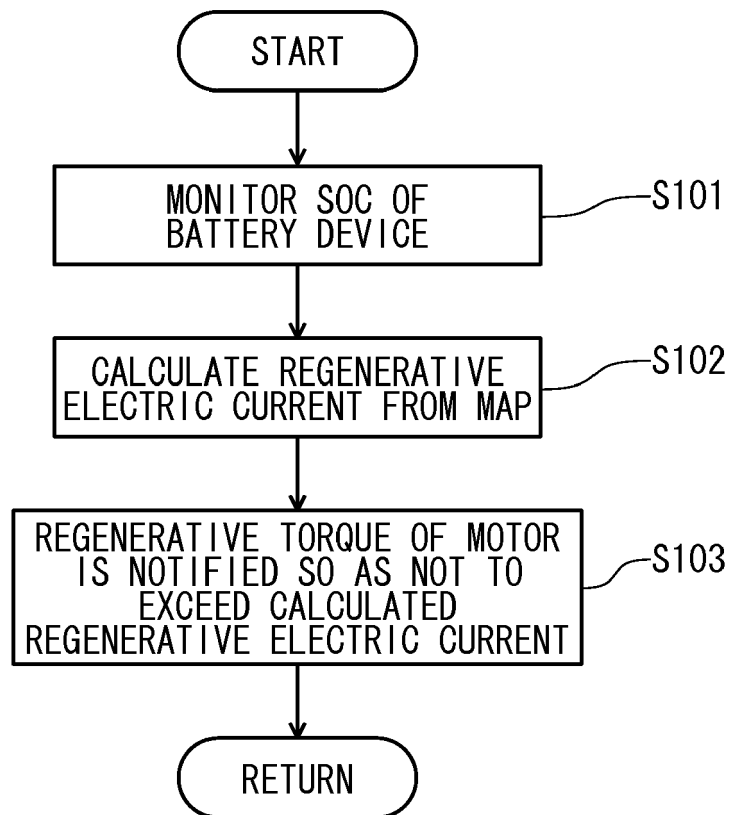 START
MONITOR SOC OF
BATTERY DEVICE
S101
CALCULATE REGENERATIVE
ELECTRIC CURRENT FROM MAP
S102
REGENERATIVE TORQUE OF MOTOR
IS NOTIFIED SO AS NOT TO
EXCEED CALCULATED
REGENERATIVE ELECTRIC CURRENT
S103
RETURN